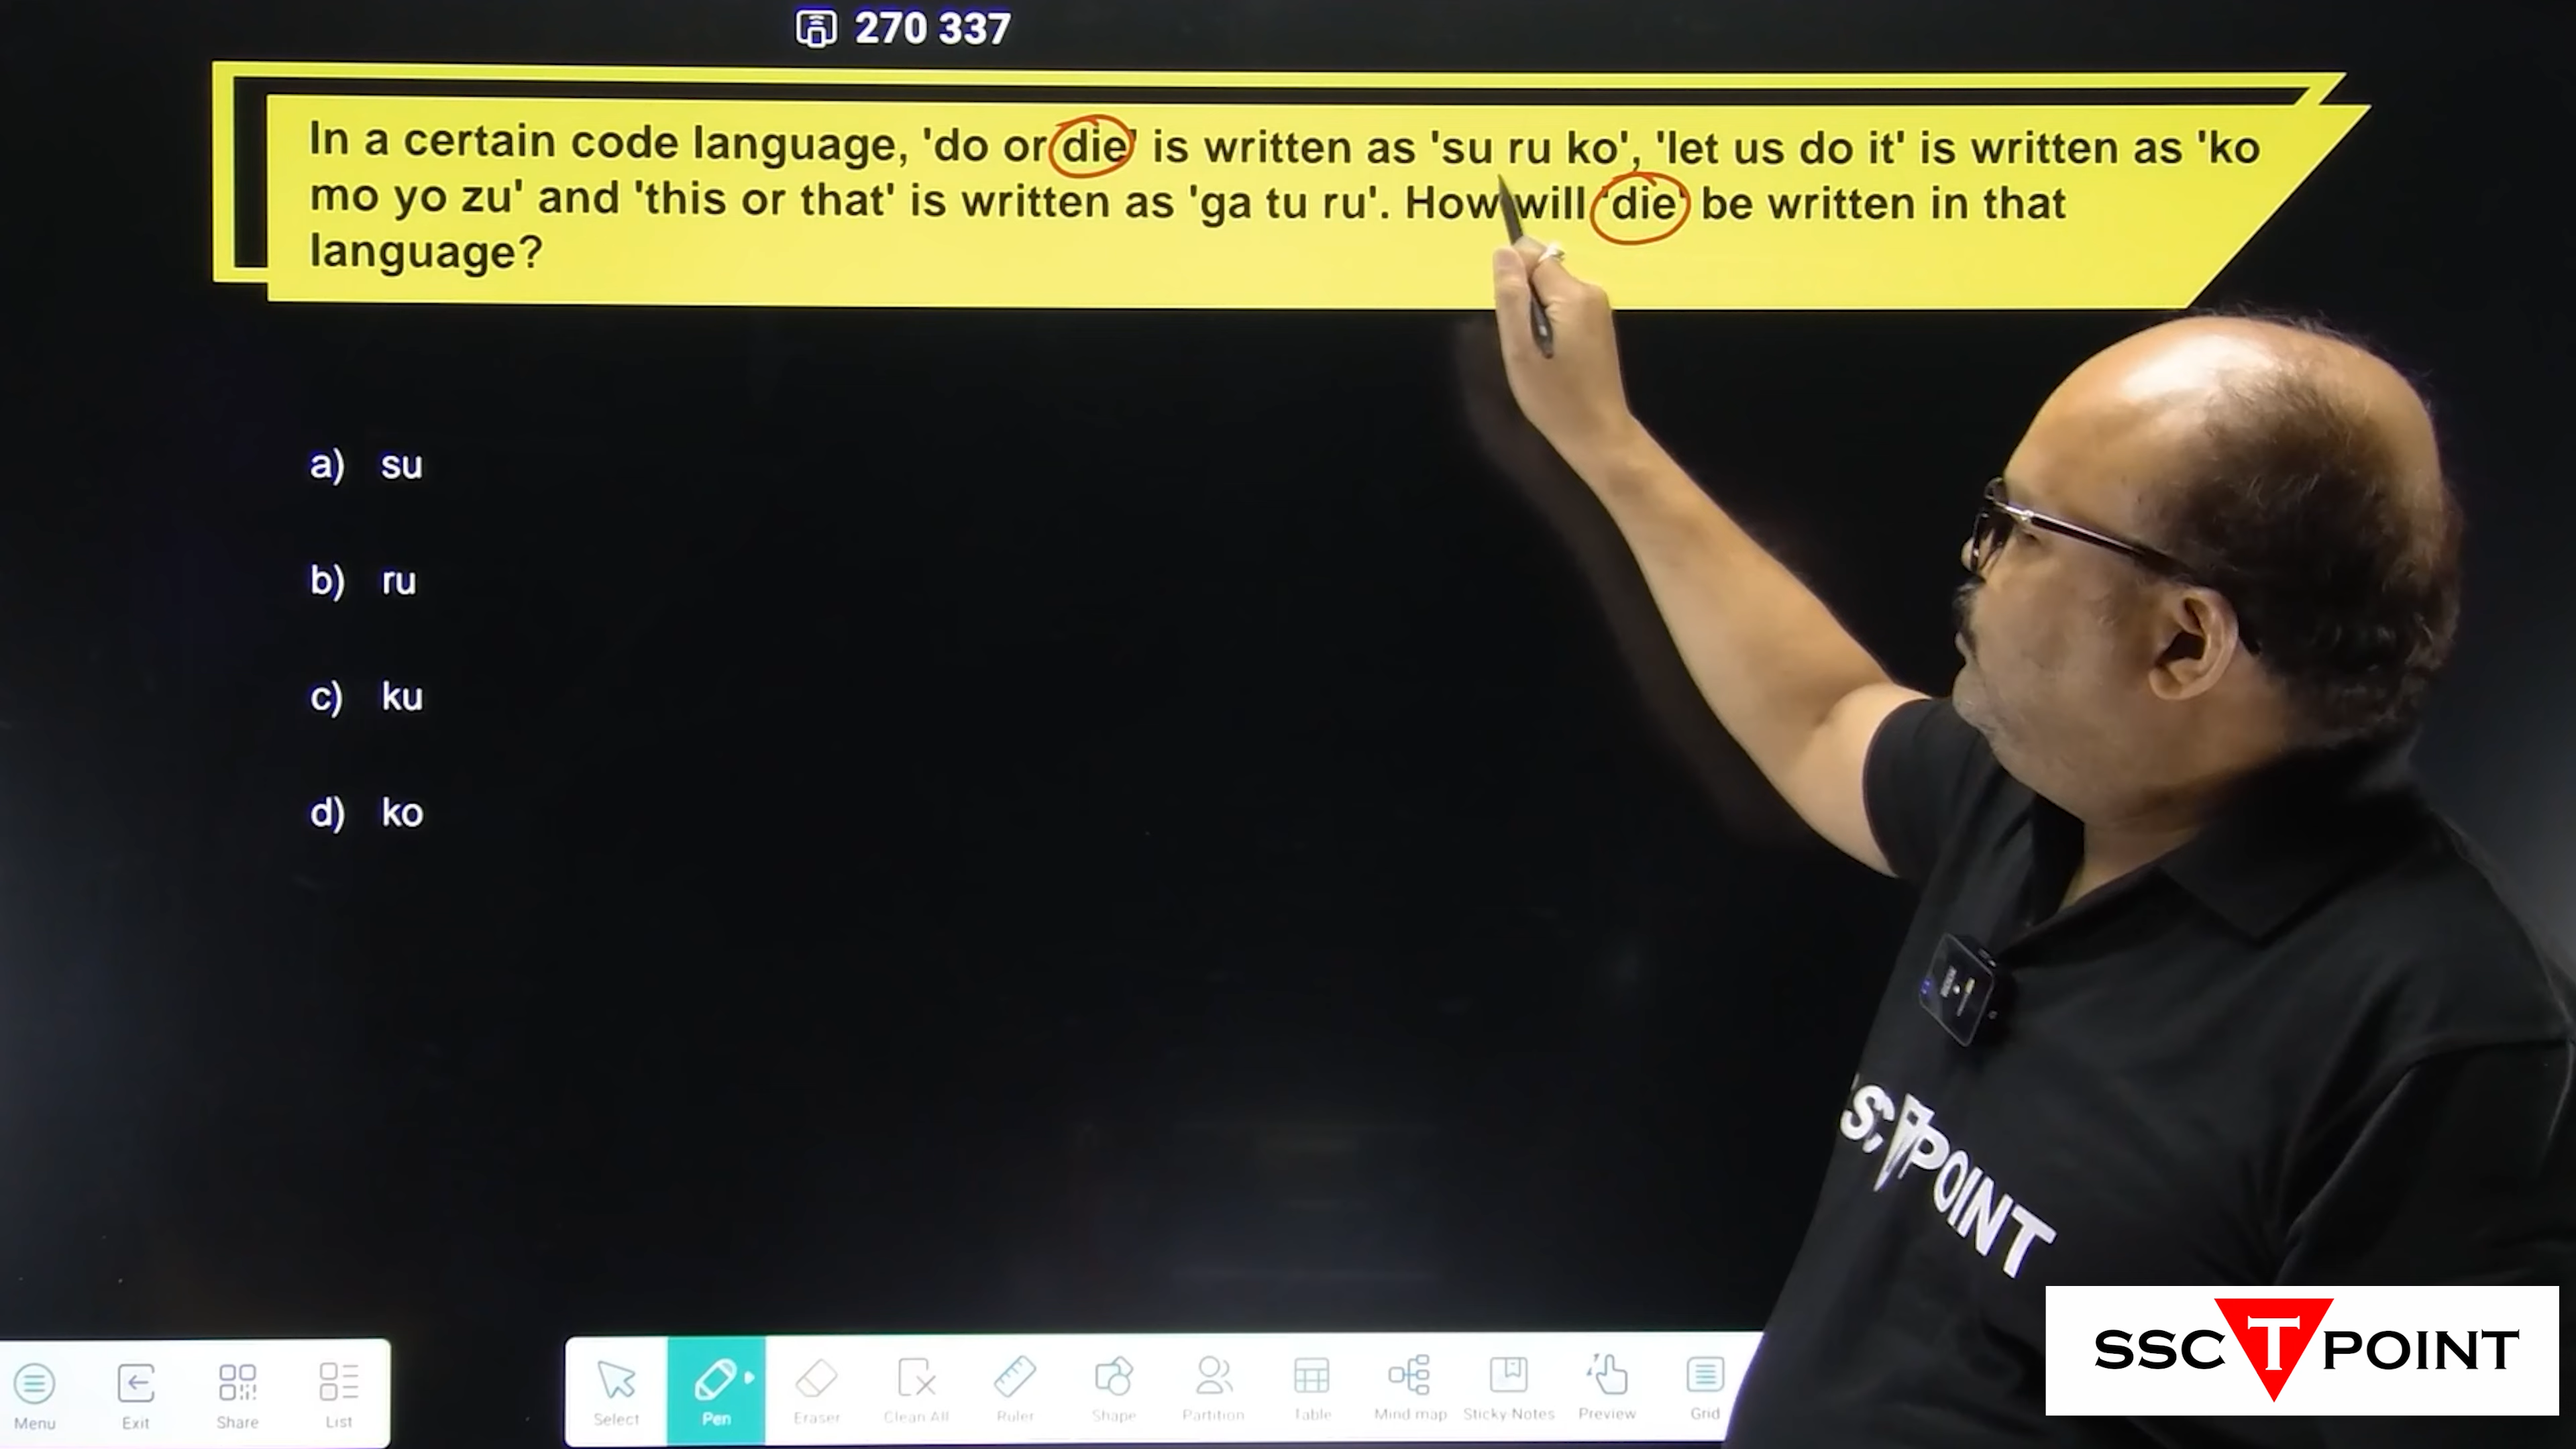 270 337
In a certain code language, 'do or die' is written as 'su ru ko', 'let us do it' is written as 'ko
mo yo zu' and 'this or that' is written as 'ga tu ru'. How will 'die' be written in that
language?
a) su
b) ru
c) ku
d) ko
POINT
SSC T POINT
Menu Exit Share List Select Pen Eraser Clean All Ruler Shape Partition Table Mind map Sticky Notes Preview Grid